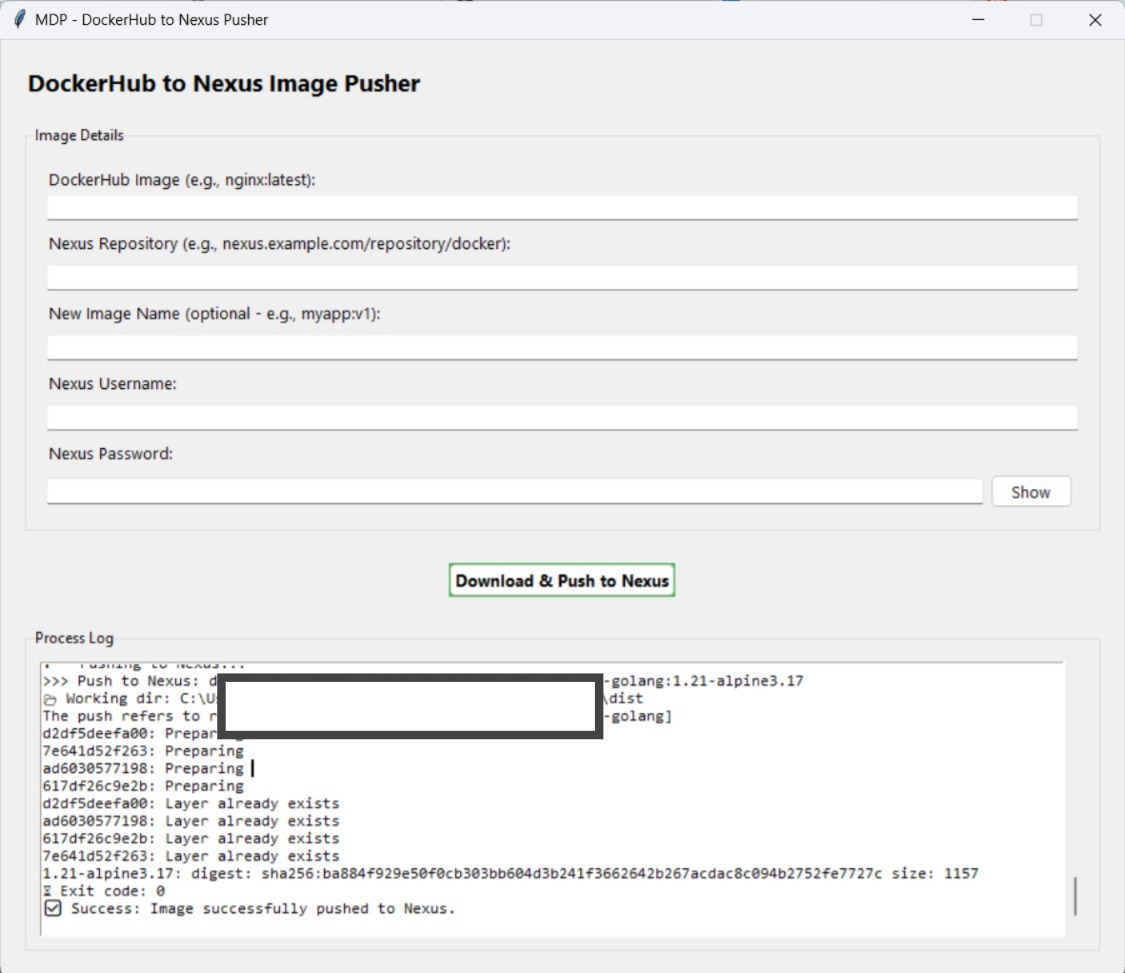 MDP - DockerHub to Nexus Pusher
DockerHub to Nexus Image Pusher
Image Details
DockerHub Image (e.g., nginx:latest):
Nexus Repository (e.g., nexus.example.com/repository/docker):
New Image Name (optional - e.g., myapp:v1):
Nexus Username:
Nexus Password:
Show
Download & Push to Nexus
Process Log
Pushing to Nexus...
>>> Push to Nexus: d -golang:1.21-alpine3.17
Working dir: C:\U \dist
The push refers to r -golang]
d2df5deefa00: Preparing
7e641d52f263: Preparing
ad6030577198: Preparing
617df26c9e2b: Preparing
d2df5deefa00: Layer already exists
ad6030577198: Layer already exists
617df26c9e2b: Layer already exists
7e641d52f263: Layer already exists
1.21-alpine3.17: digest: sha256:ba884f929e50f0cb303bb604d3b241f3662642b267acdac8c094b2752fe7727c size: 1157
Exit code: 0
Success: Image successfully pushed to Nexus.